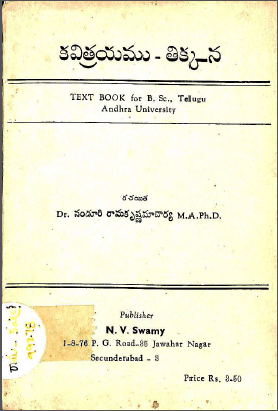 కవిత్రయము - తిక్కన
TEXT BOOK for B. Sc., Telugu
Andhra University
రచయిత
Dr. సండూరి రామకృష్ణమాచార్య M.A.Ph.D.
Publisher
N. V. Swamy
1-8-76 P. G. Road-35 Jawahar Nagar
Secunderabad - 3
Price Rs. 3-50